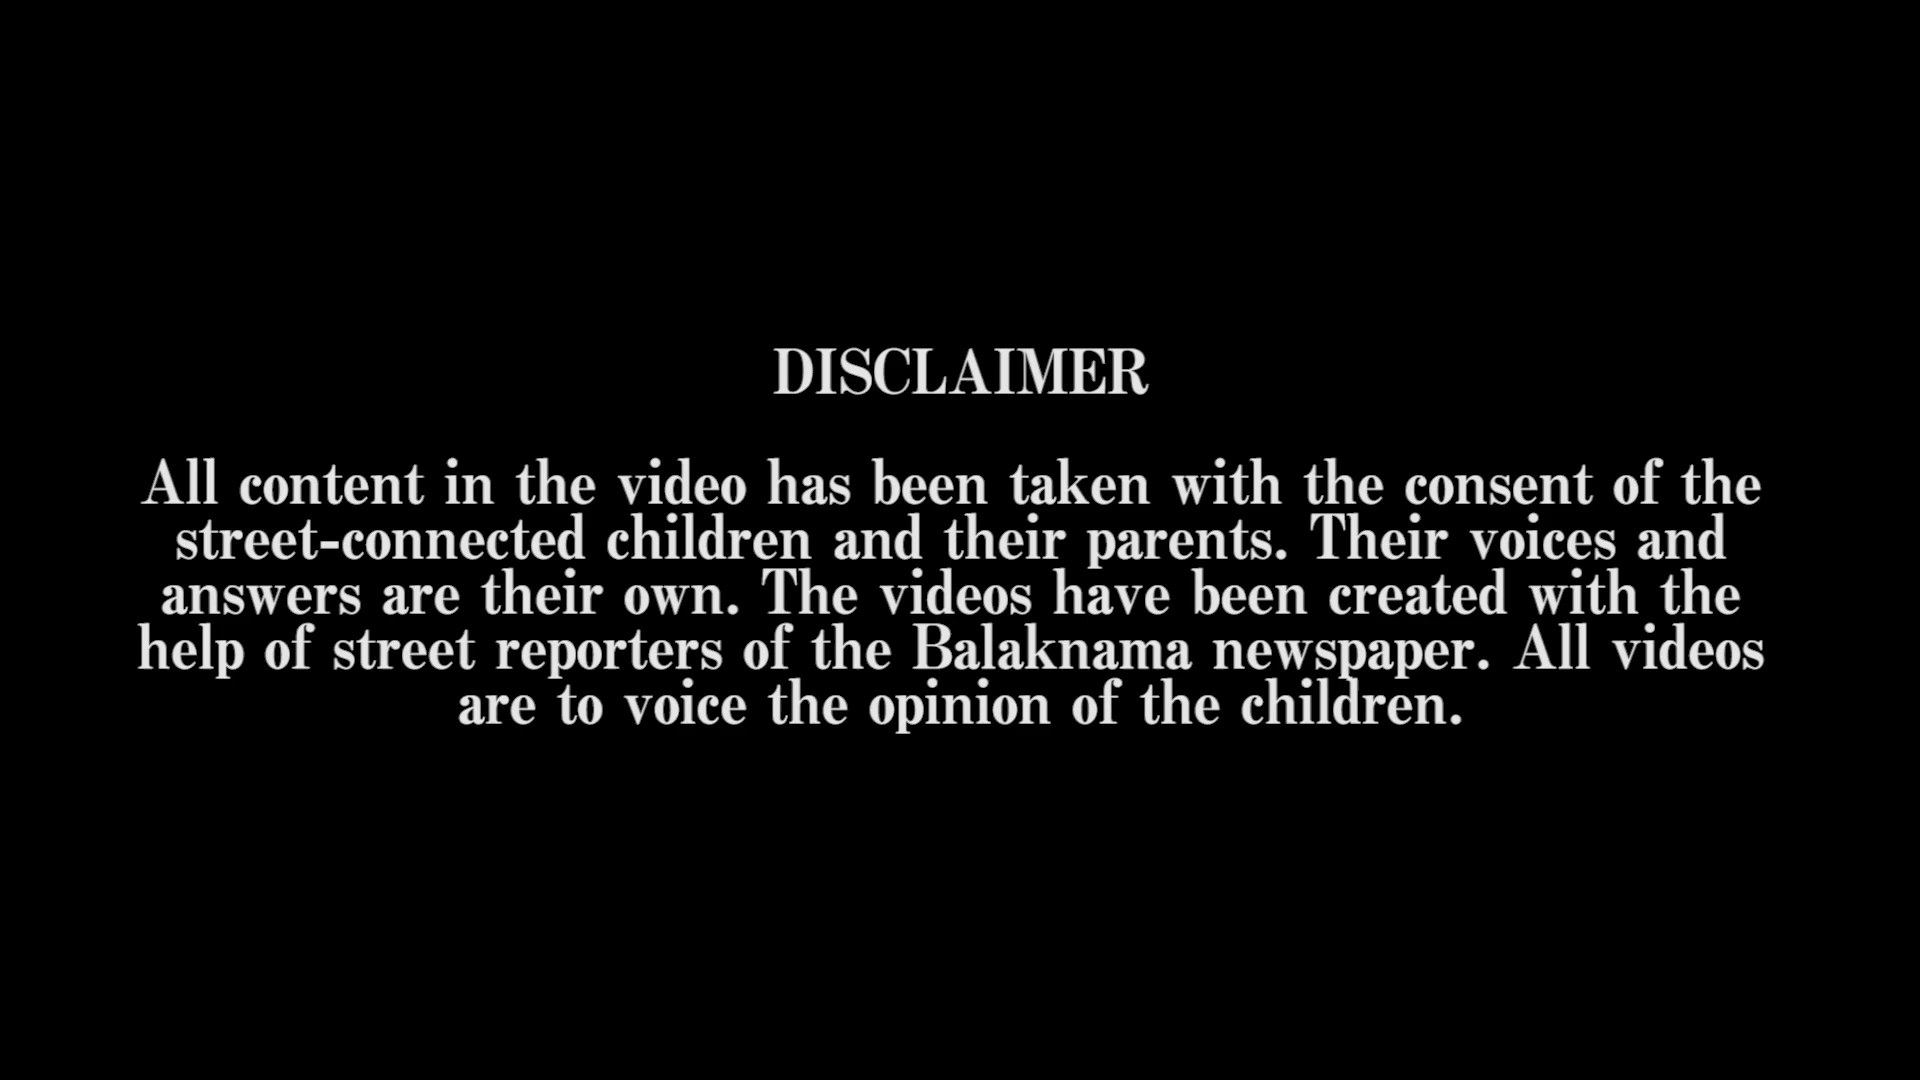 DISCLAIMER
All content in the video has been taken with the consent of the
street-connected children and their parents. Their voices and
answers are their own. The videos have been created with the
help of street reporters of the Balaknama newspaper. All videos
are to voice the opinion of the children.